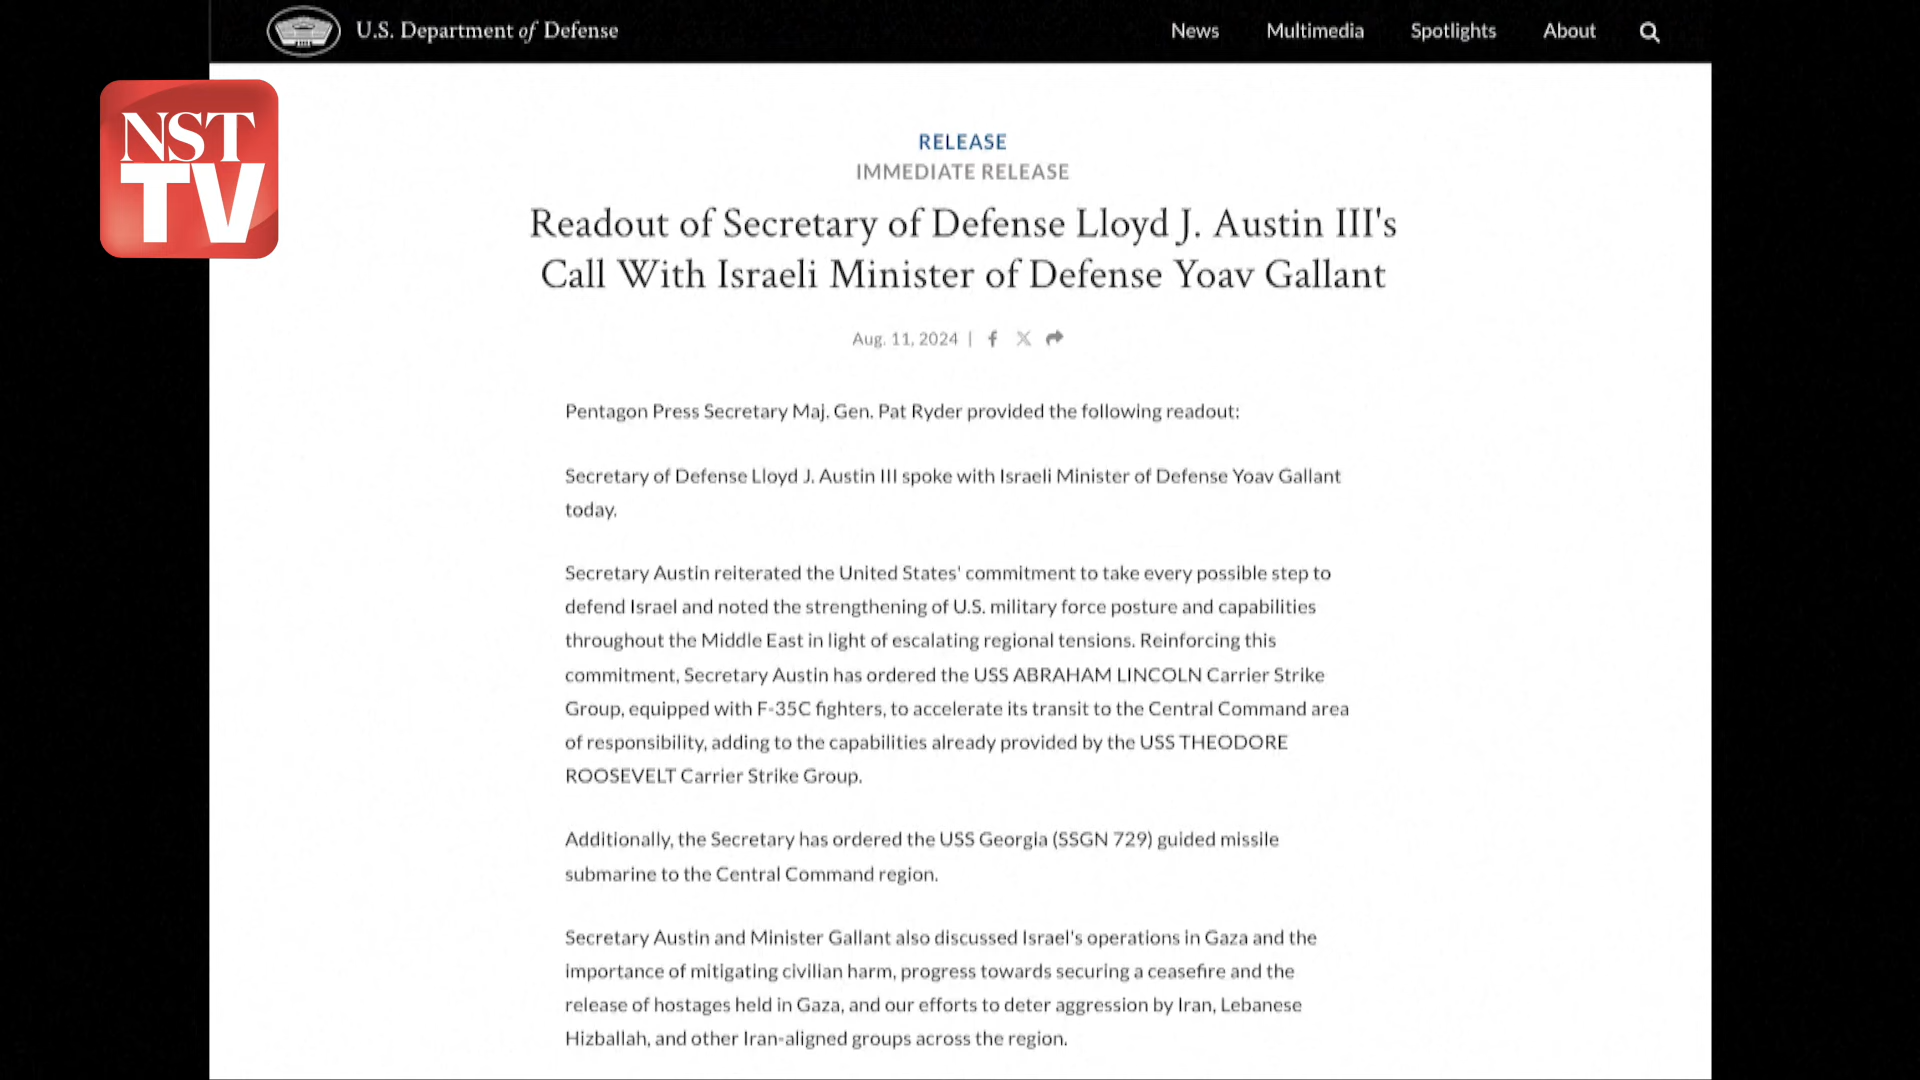 U.S. Department of Defense
News Multimedia Spotlights About
NST
TV
RELEASE
IMMEDIATE RELEASE
Readout of Secretary of Defense Lloyd J. Austin III's
Call With Israeli Minister of Defense Yoav Gallant
Aug. 11, 2024 |
Pentagon Press Secretary Maj. Gen. Pat Ryder provided the following readout:
Secretary of Defense Lloyd J. Austin III spoke with Israeli Minister of Defense Yoav Gallant
today.
Secretary Austin reiterated the United States' commitment to take every possible step to
defend Israel and noted the strengthening of U.S. military force posture and capabilities
throughout the Middle East in light of escalating regional tensions. Reinforcing this
commitment, Secretary Austin has ordered the USS ABRAHAM LINCOLN Carrier Strike
Group, equipped with F-35C fighters, to accelerate its transit to the Central Command area
of responsibility, adding to the capabilities already provided by the USS THEODORE
ROOSEVELT Carrier Strike Group.
Additionally, the Secretary has ordered the USS Georgia (SSGN 729) guided missile
submarine to the Central Command region.
Secretary Austin and Minister Gallant also discussed Israel's operations in Gaza and the
importance of mitigating civilian harm, progress towards securing a ceasefire and the
release of hostages held in Gaza, and our efforts to deter aggression by Iran, Lebanese
Hizballah, and other Iran-aligned groups across the region.